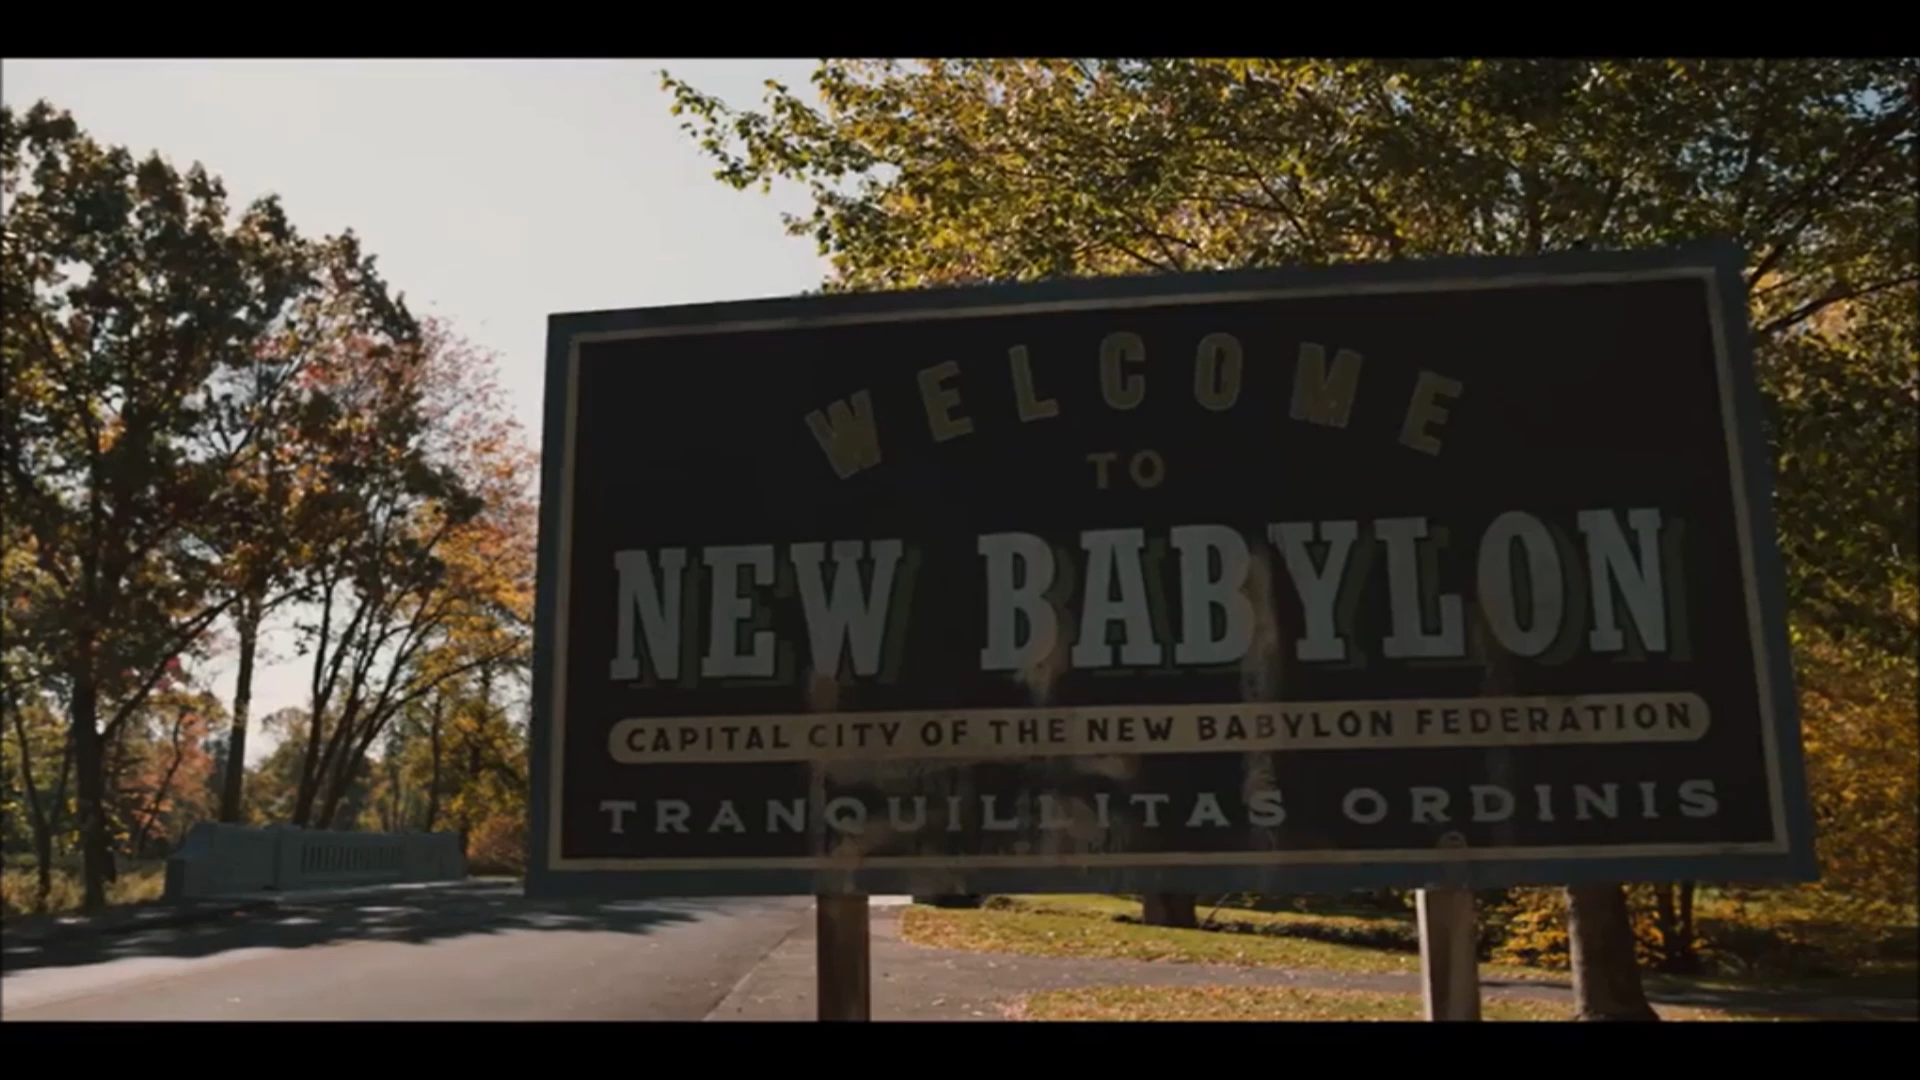 WELCOME
TO
NEW BABYLON
CAPITAL CITY OF THE NEW BABYLON FEDERATION
TRANQUILLITAS ORDINIS